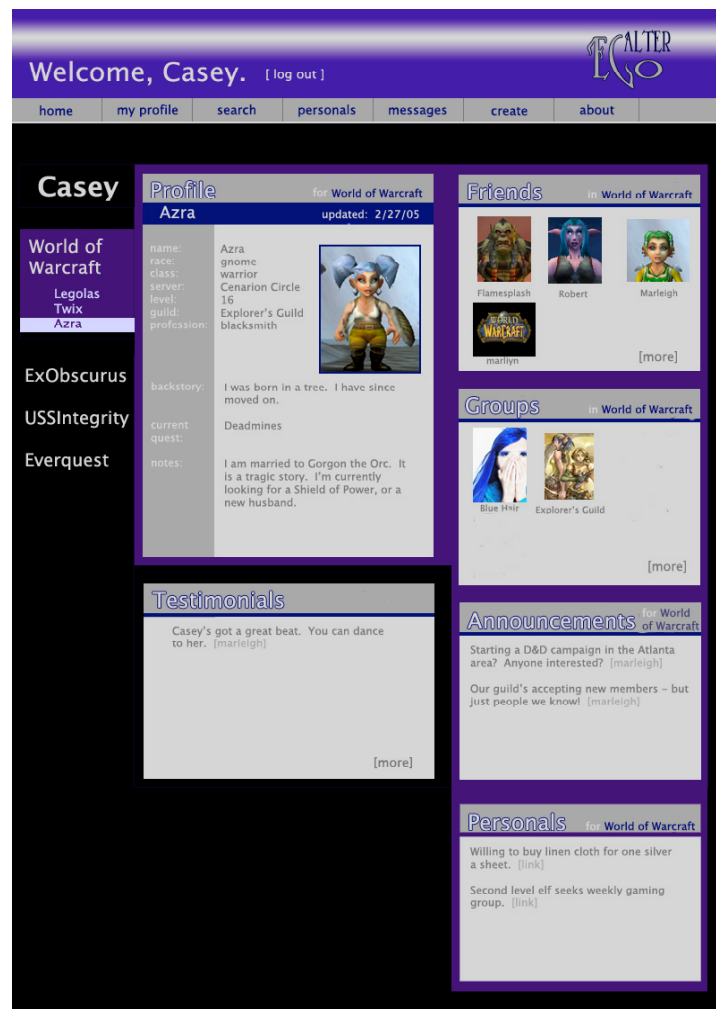 Welcome, Casey. [ log out ]
ALTER
EGO
home my profile search personals messages create about
Casey
World of
Warcraft
Legolas
Twix
Azra
ExObscurus
USSIntegrity
Everquest
Profile for World of Warcraft
Azra updated: 2/27/05
name: Azra
race: gnome
class: warrior
server: Cenarion Circle
level: 16
guild: Explorer's Guild
profession: blacksmith
backstory: I was born in a tree. I have since
moved on.
current Deadmines
quest:
notes: I am married to Gorgon the Orc. It
is a tragic story. I'm currently
looking for a Shield of Power, or a
new husband.
Testimonials
Casey's got a great beat. You can dance
to her. [marleigh]
[more]
Friends in World of Warcraft
Flamesplash Robert Marleigh
WORLD
WARCRAFT
marliyn [more]
Groups in World of Warcraft
Blue Hair Explorer's Guild
[more]
Announcements for World
of Warcraft
Starting a D&D campaign in the Atlanta
area? Anyone interested? [marleigh]
Our guild's accepting new members – but
just people we know! [marleigh]
Personals for World of Warcraft
Willing to buy linen cloth for one silver
a sheet. [link]
Second level elf seeks weekly gaming
group. [link]